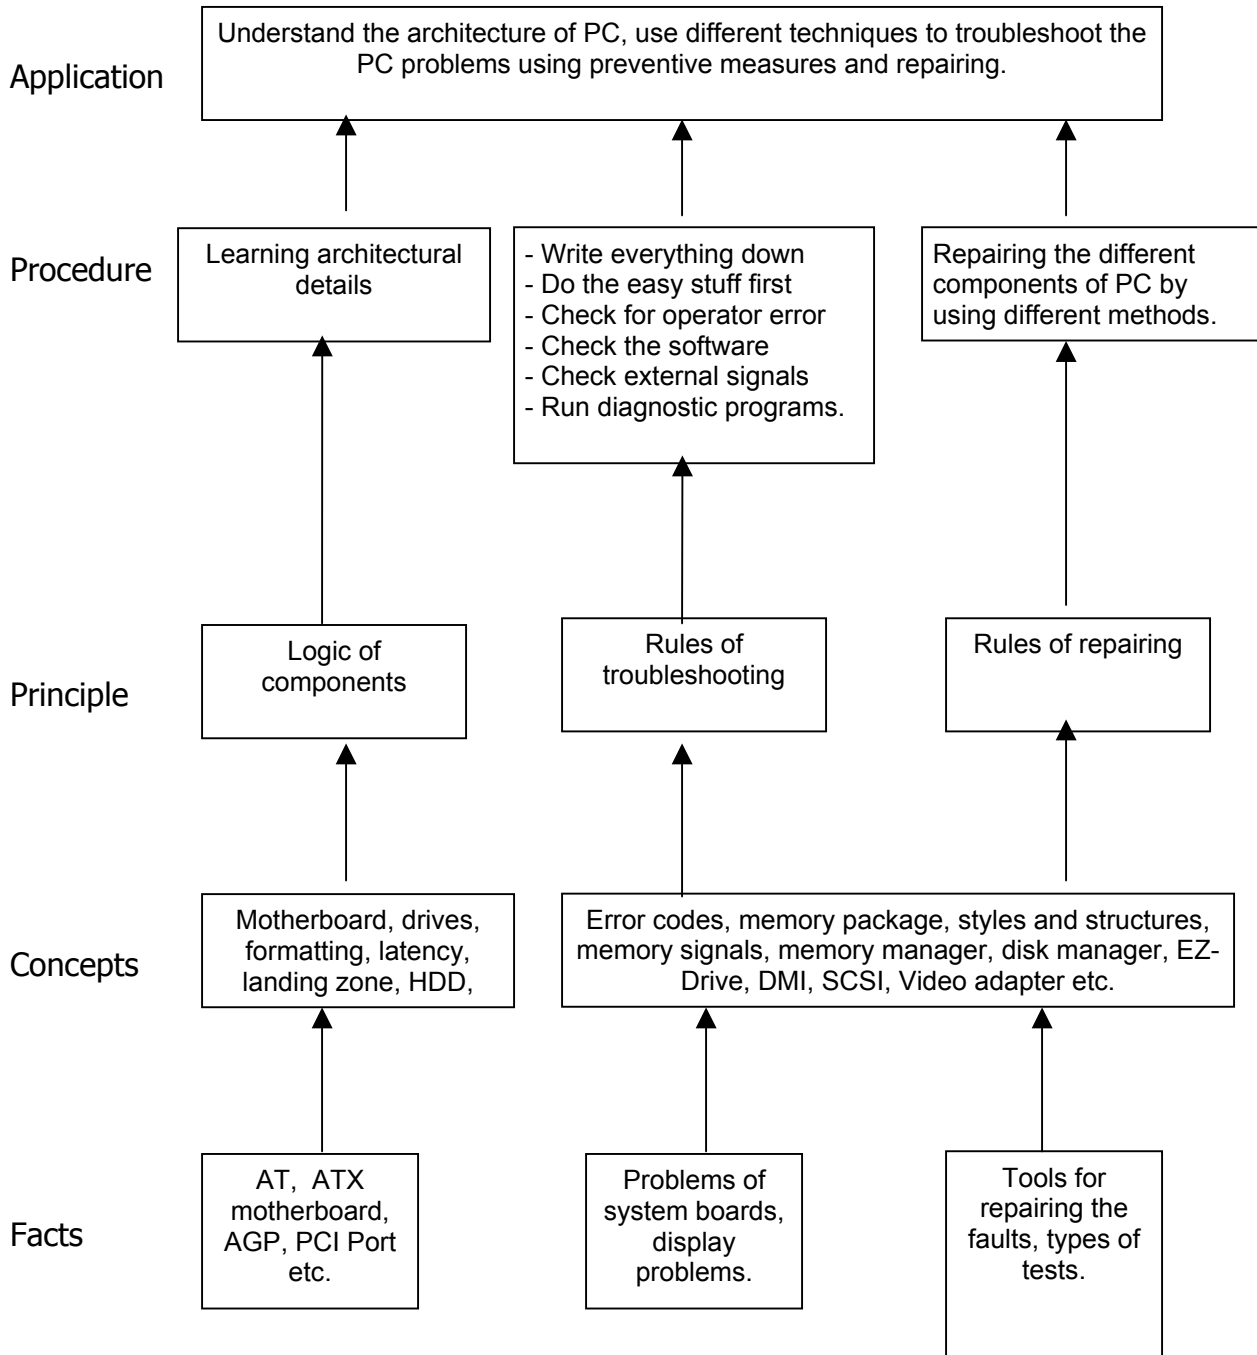 Application
Understand the architecture of PC, use different techniques to troubleshoot the
PC problems using preventive measures and repairing.
Procedure
Learning architectural
details
- Write everything down
- Do the easy stuff first
- Check for operator error
- Check the software
- Check external signals
- Run diagnostic programs.
Repairing the different
components of PC by
using different methods.
Principle
Logic of
components
Rules of
troubleshooting
Rules of repairing
Concepts
Motherboard, drives,
formatting, latency,
landing zone, HDD,
Error codes, memory package, styles and structures,
memory signals, memory manager, disk manager, EZ-
Drive, DMI, SCSI, Video adapter etc.
Facts
AT, ATX
motherboard,
AGP, PCI Port
etc.
Problems of
system boards,
display
problems.
Tools for
repairing the
faults, types of
tests.